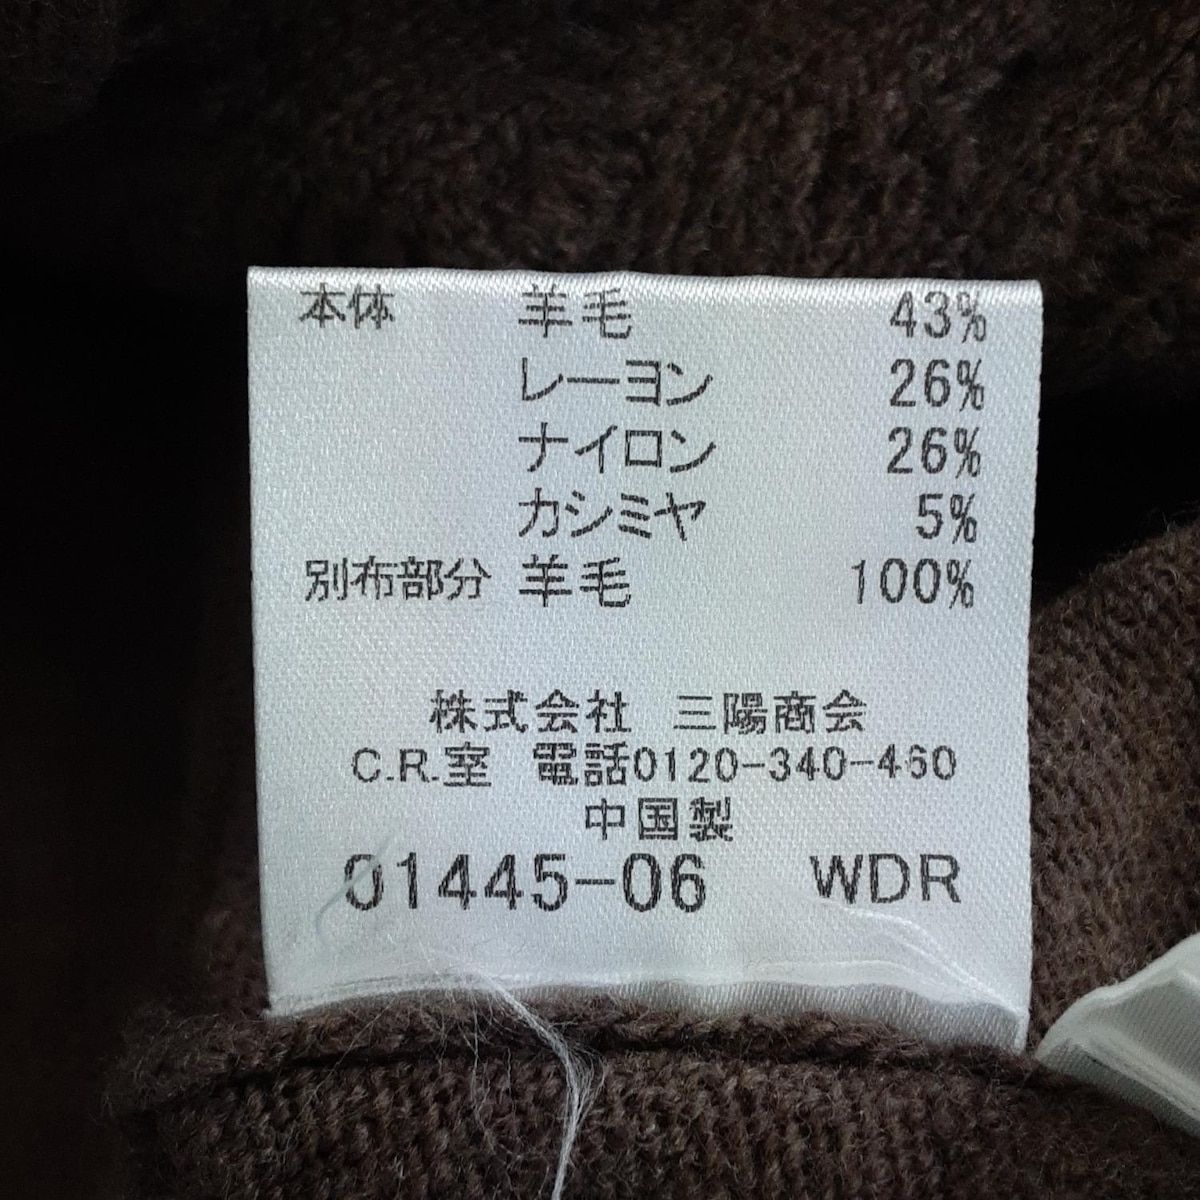 本体 羊毛 43%
レーヨン 26%
ナイロン 26%
カシミヤ 5%
別布部分 羊毛 100%
株式会社 三陽商会
C.R.室 電話0120-340-460
中国製
01445-06 WDR